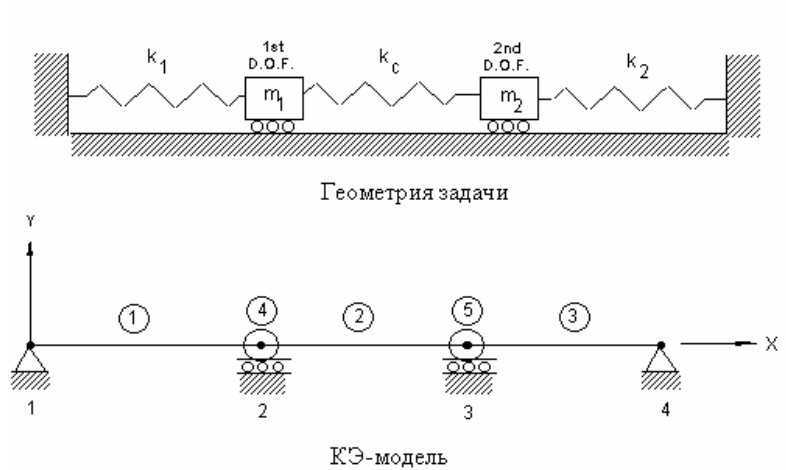 1st
D.O.F.
2nd
D.O.F.
k1
kc
k2
m1
m2
Геометрия задачи
Y
1
4
2
5
3
X
1
2
3
4
КЭ-модель